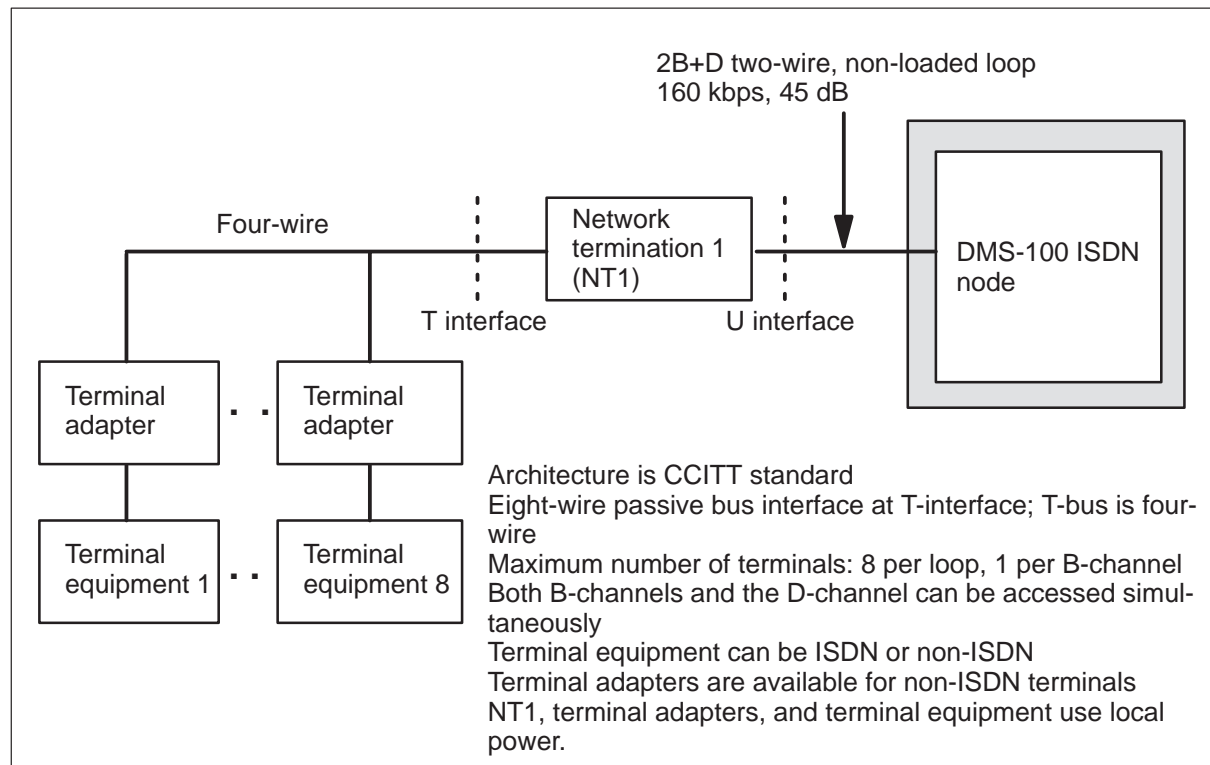 2B+D two-wire, non-loaded loop
160 kbps, 45 dB
Four-wire
Network
termination 1
(NT1)
DMS-100 ISDN
node
T interface
U interface
Terminal
adapter
. .
Terminal
adapter
Terminal
equipment 1
. .
Terminal
equipment 8
Architecture is CCITT standard
Eight-wire passive bus interface at T-interface; T-bus is four-
wire
Maximum number of terminals: 8 per loop, 1 per B-channel
Both B-channels and the D-channel can be accessed simul-
taneously
Terminal equipment can be ISDN or non-ISDN
Terminal adapters are available for non-ISDN terminals
NT1, terminal adapters, and terminal equipment use local
power.